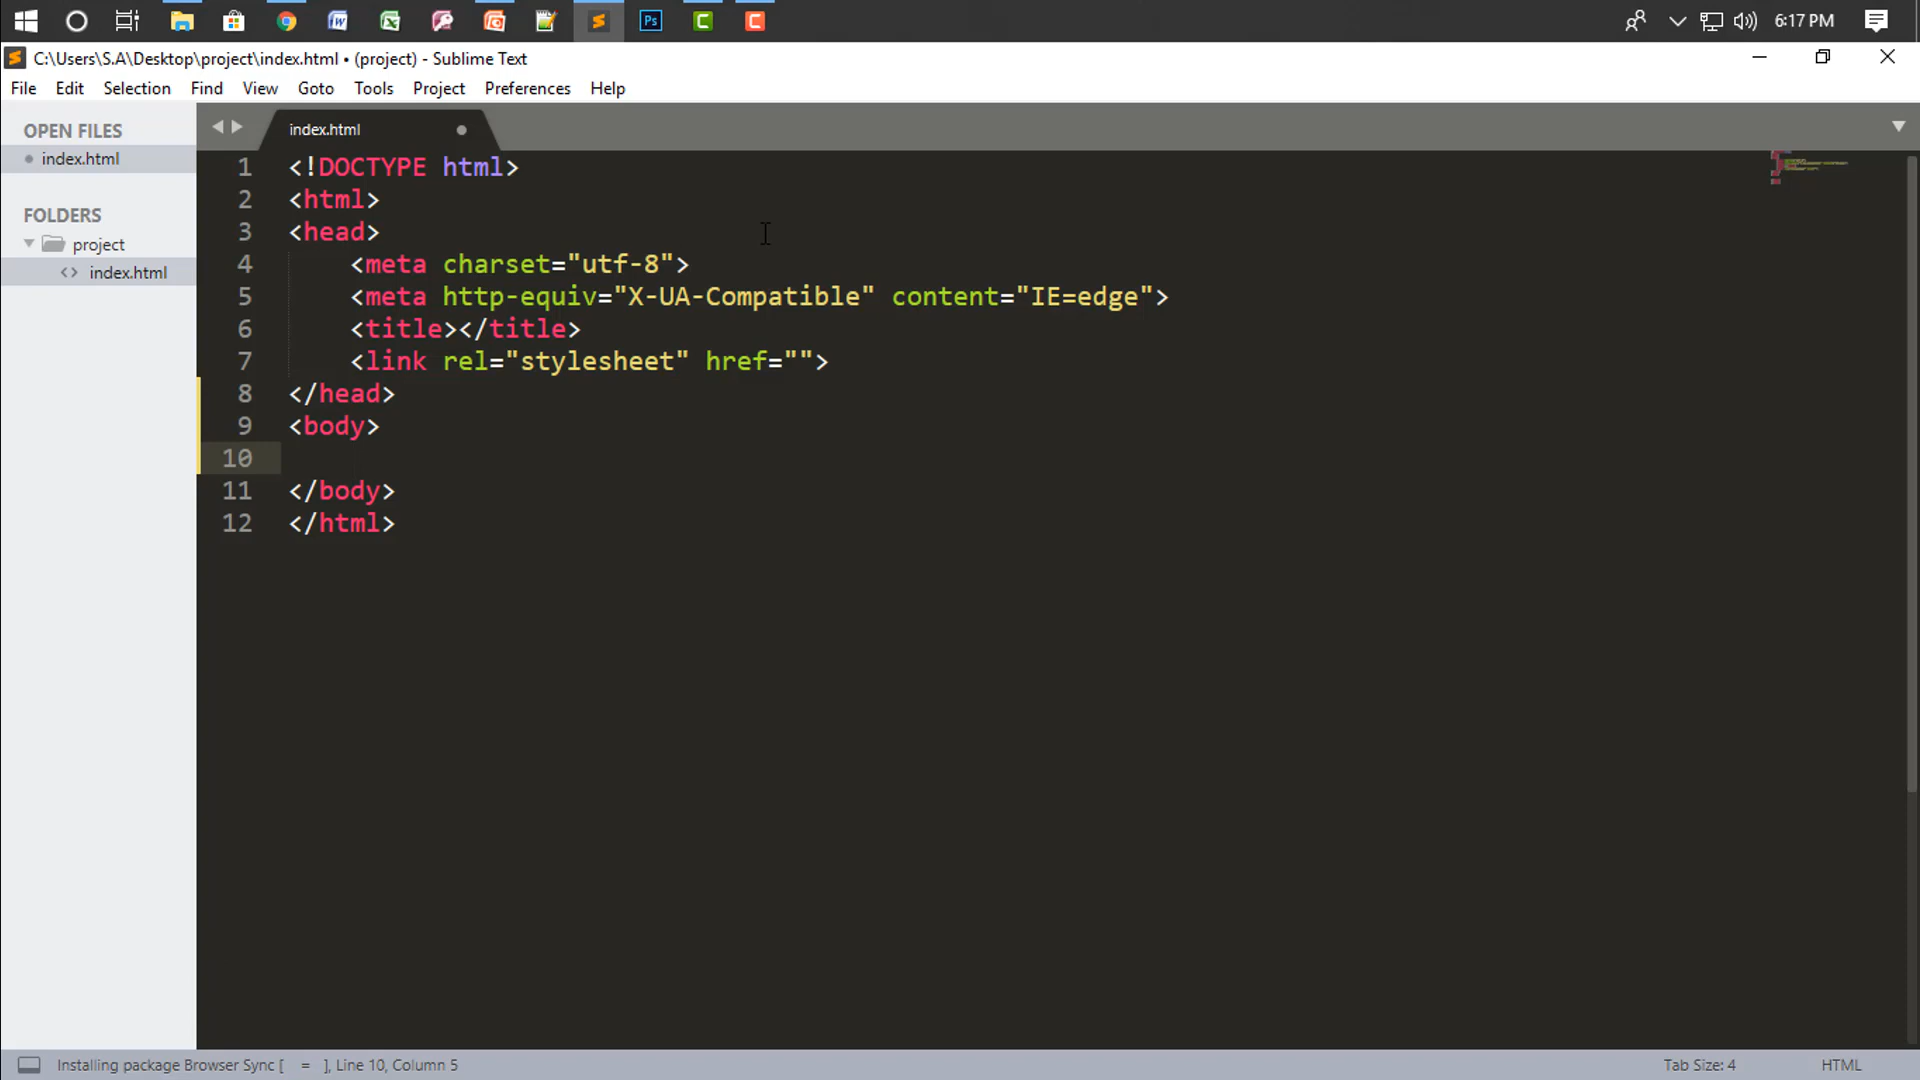 6:17 PM
C:\Users\S.A\Desktop\project\index.html • (project) - Sublime Text
File Edit Selection Find View Goto Tools Project Preferences Help
OPEN FILES
index.html
FOLDERS
project
index.html
index.html
1 <!DOCTYPE html>
2 <html>
3 <head>
4 <meta charset="utf-8">
5 <meta http-equiv="X-UA-Compatible" content="IE=edge">
6 <title></title>
7 <link rel="stylesheet" href="">
8 </head>
9 <body>
10
11 </body>
12 </html>
Installing package Browser Sync [ = ], Line 10, Column 5
Tab Size: 4
HTML